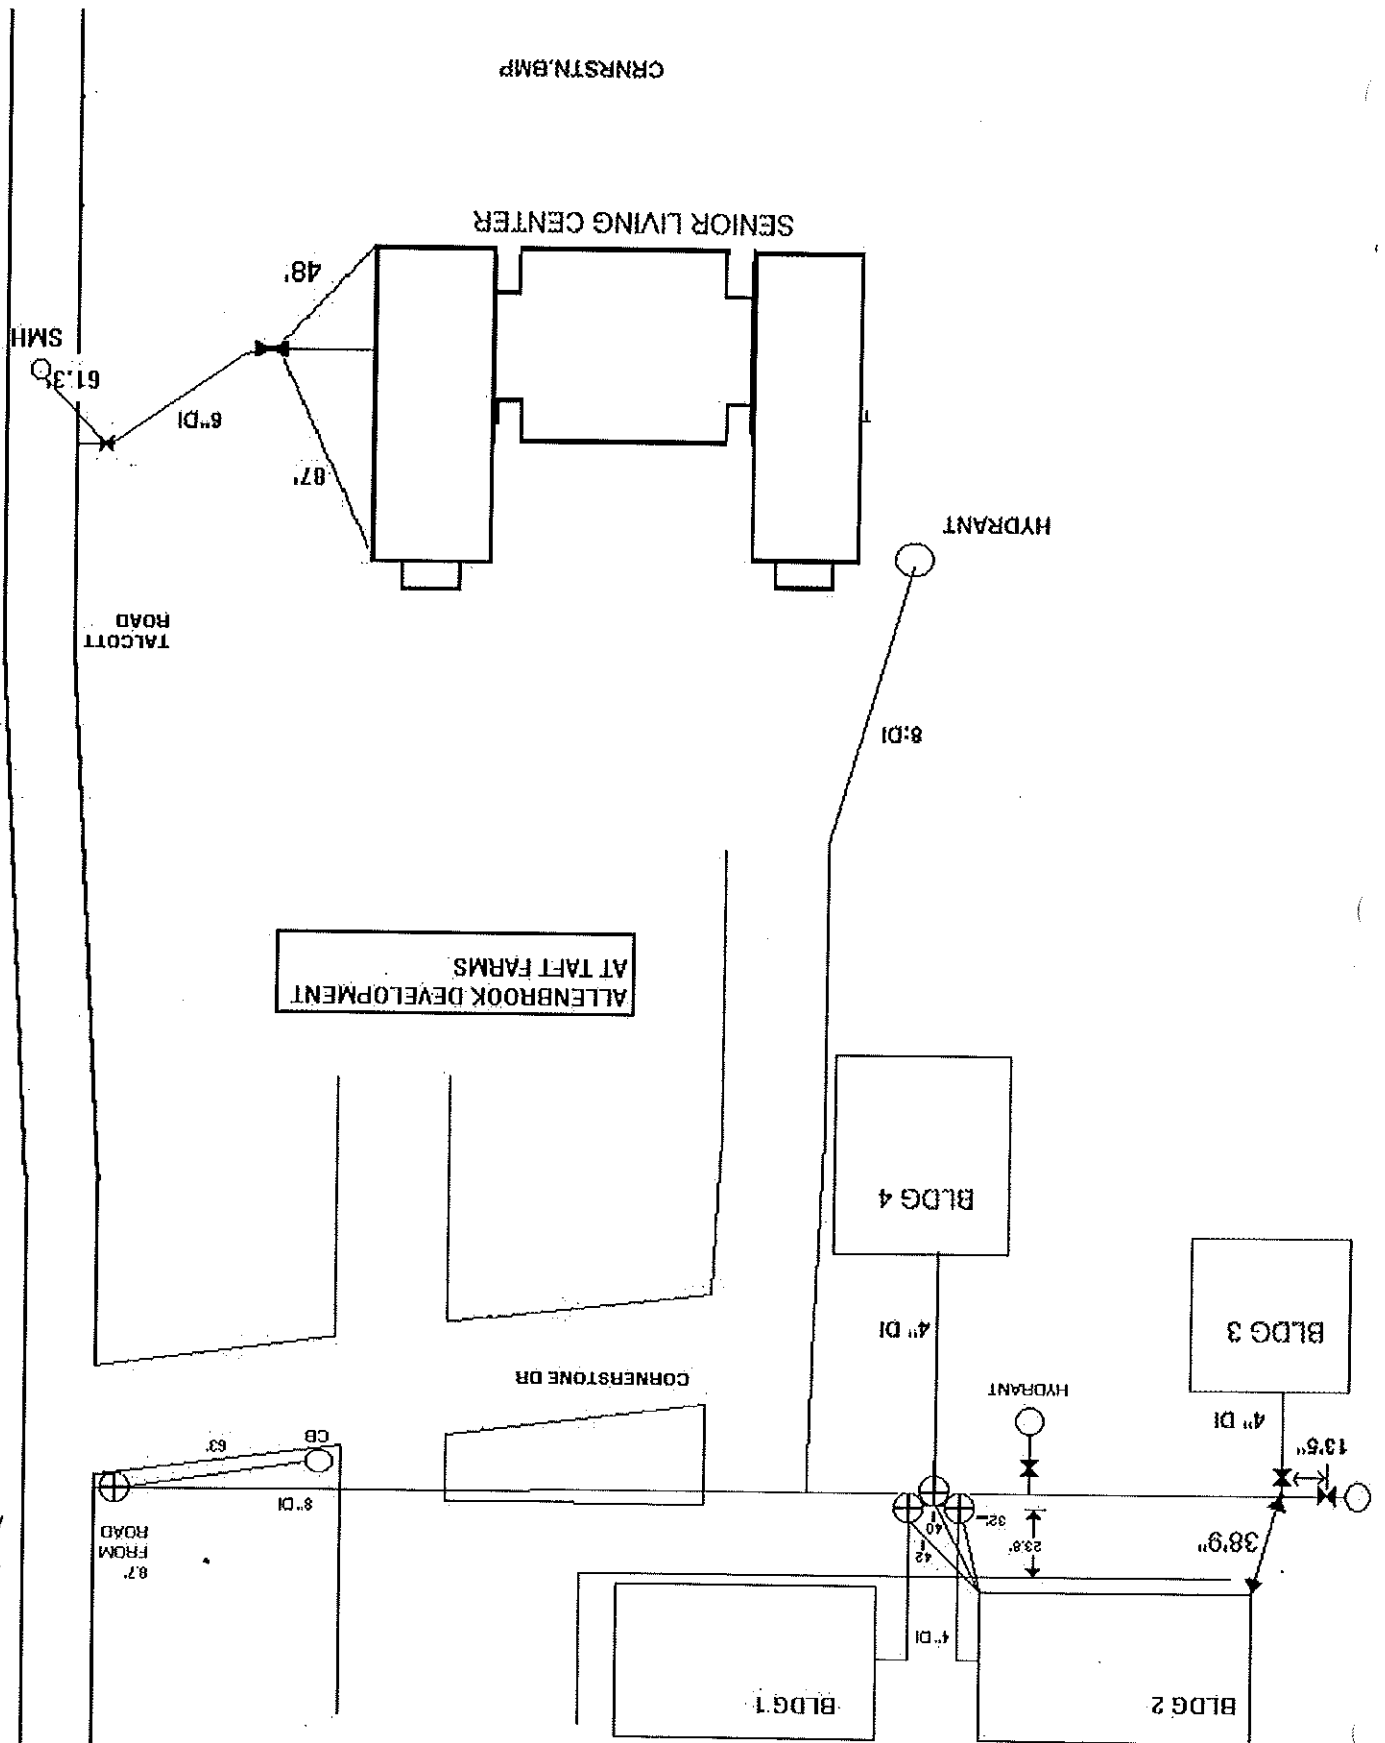 BLDG 2
BLDG 1
4" DI
8.7'
FROM
ROAD
38'9"
23.8'
42
40
32'
8" DI
13'5"
63'
CB
4" DI
HYDRANT
CORNERSTONE DR
BLDG 3
4" DI
BLDG 4
ALLENBROOK DEVELOPMENT
AT TAFT FARMS
8:DI
TALCOTT
ROAD
HYDRANT
87'
6"DI
T
61.3'
SMH
48'
SENIOR LIVING CENTER
CRNRSTN.BMP